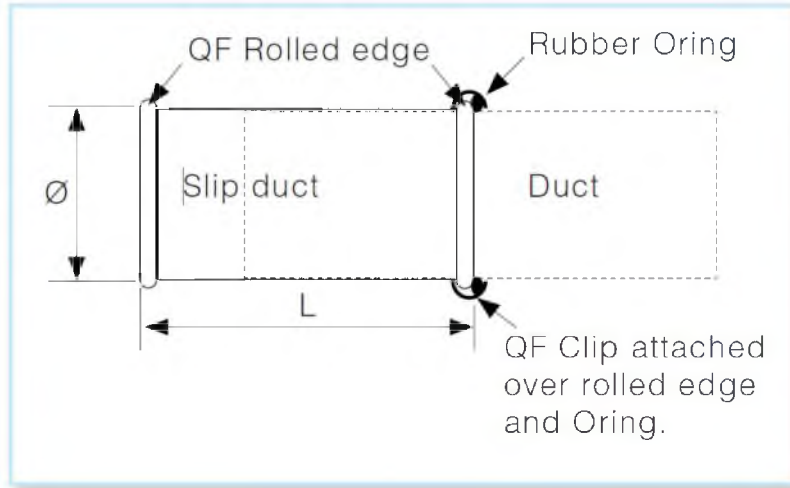 QF Rolled edge
Rubber Oring
Ø
Slip duct
Duct
L
QF Clip attached
over rolled edge
and Oring.